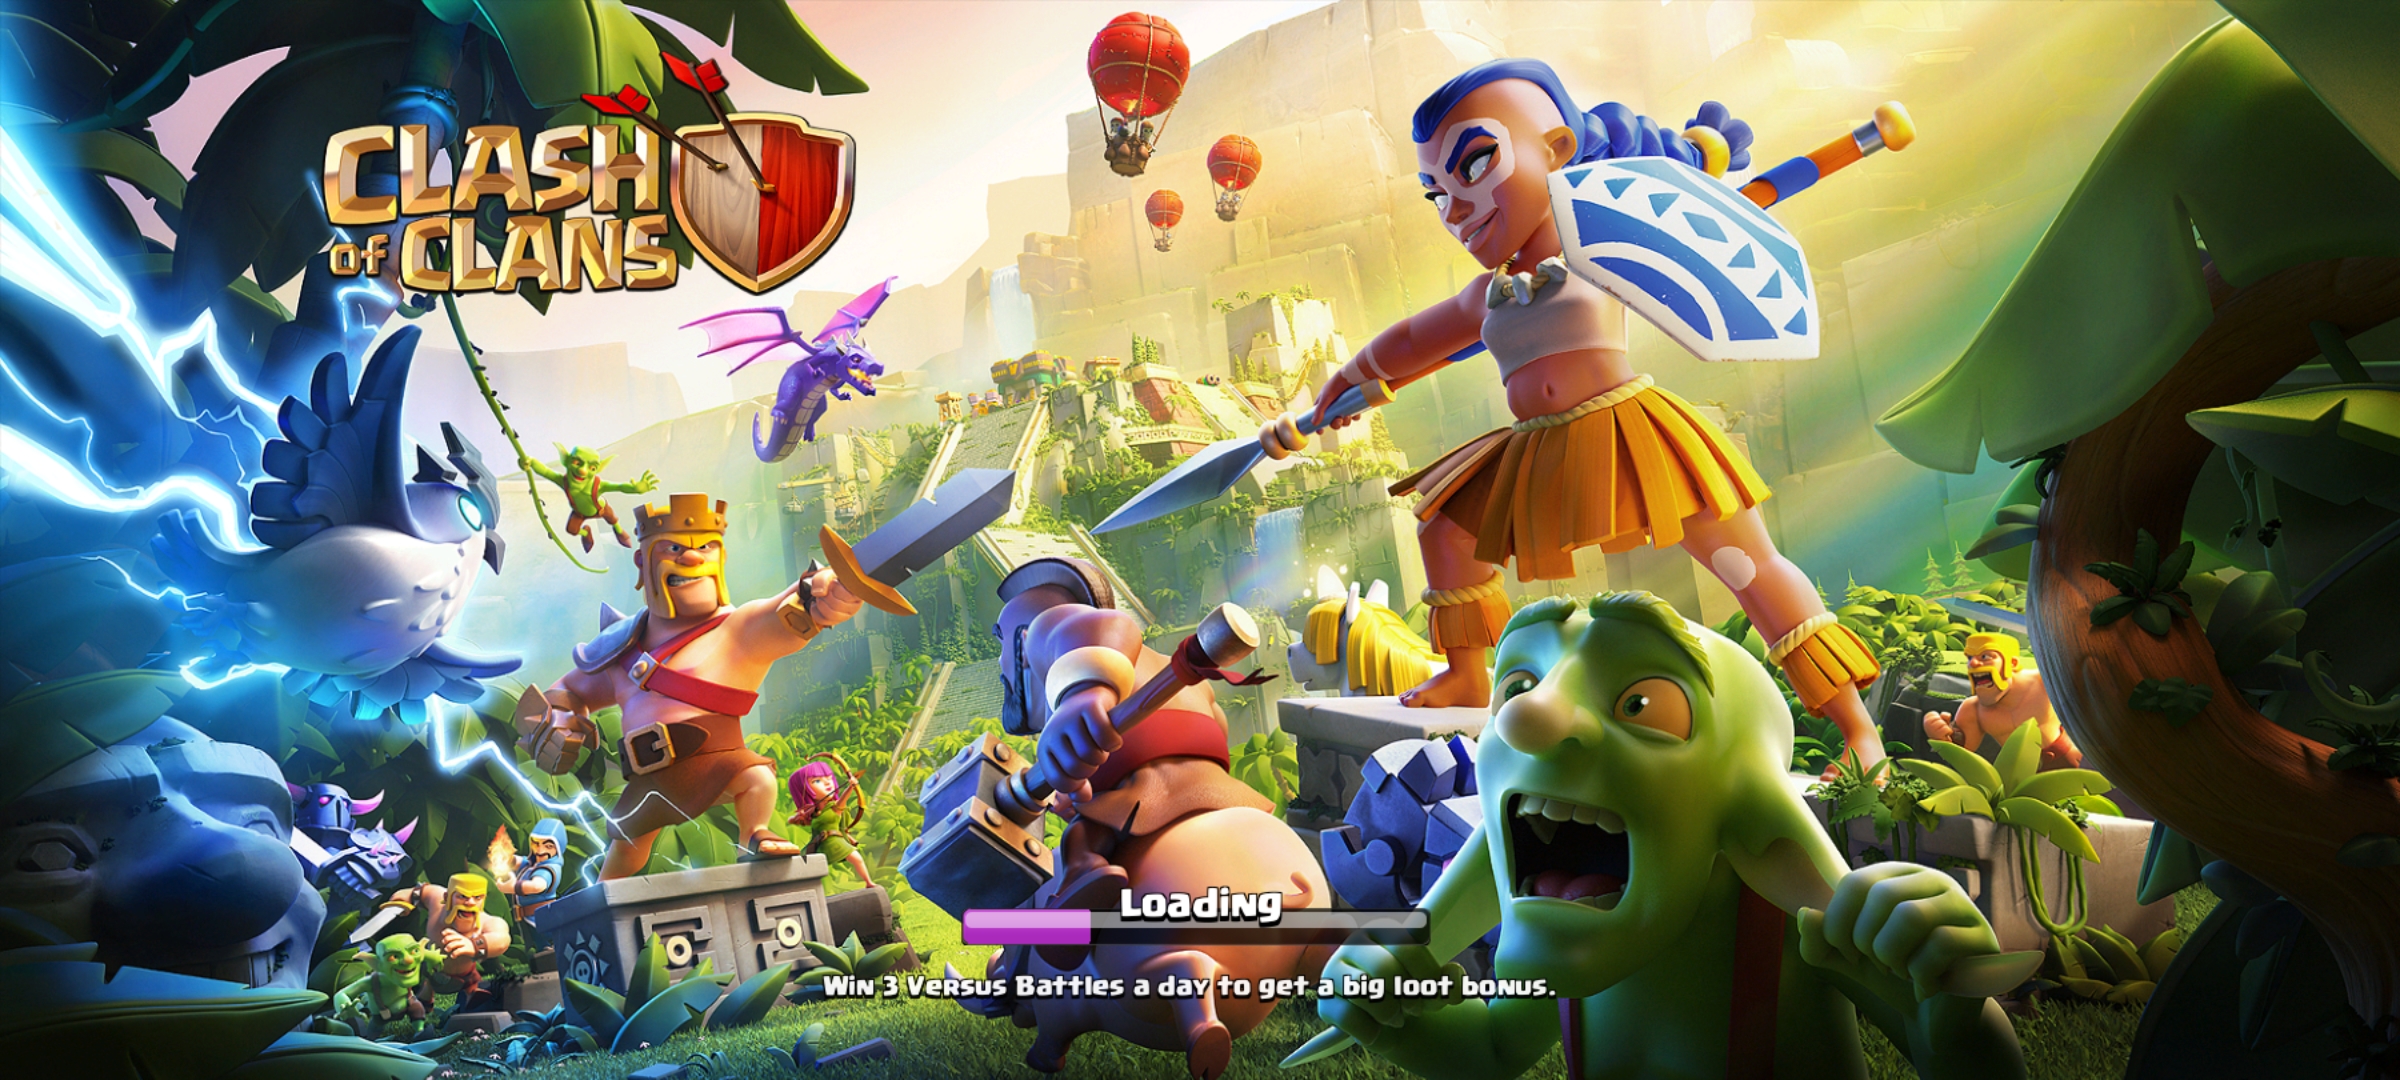 CLASH
OF CLANS
Loading
Win 3 Versus Battles a day to get a big loot bonus.